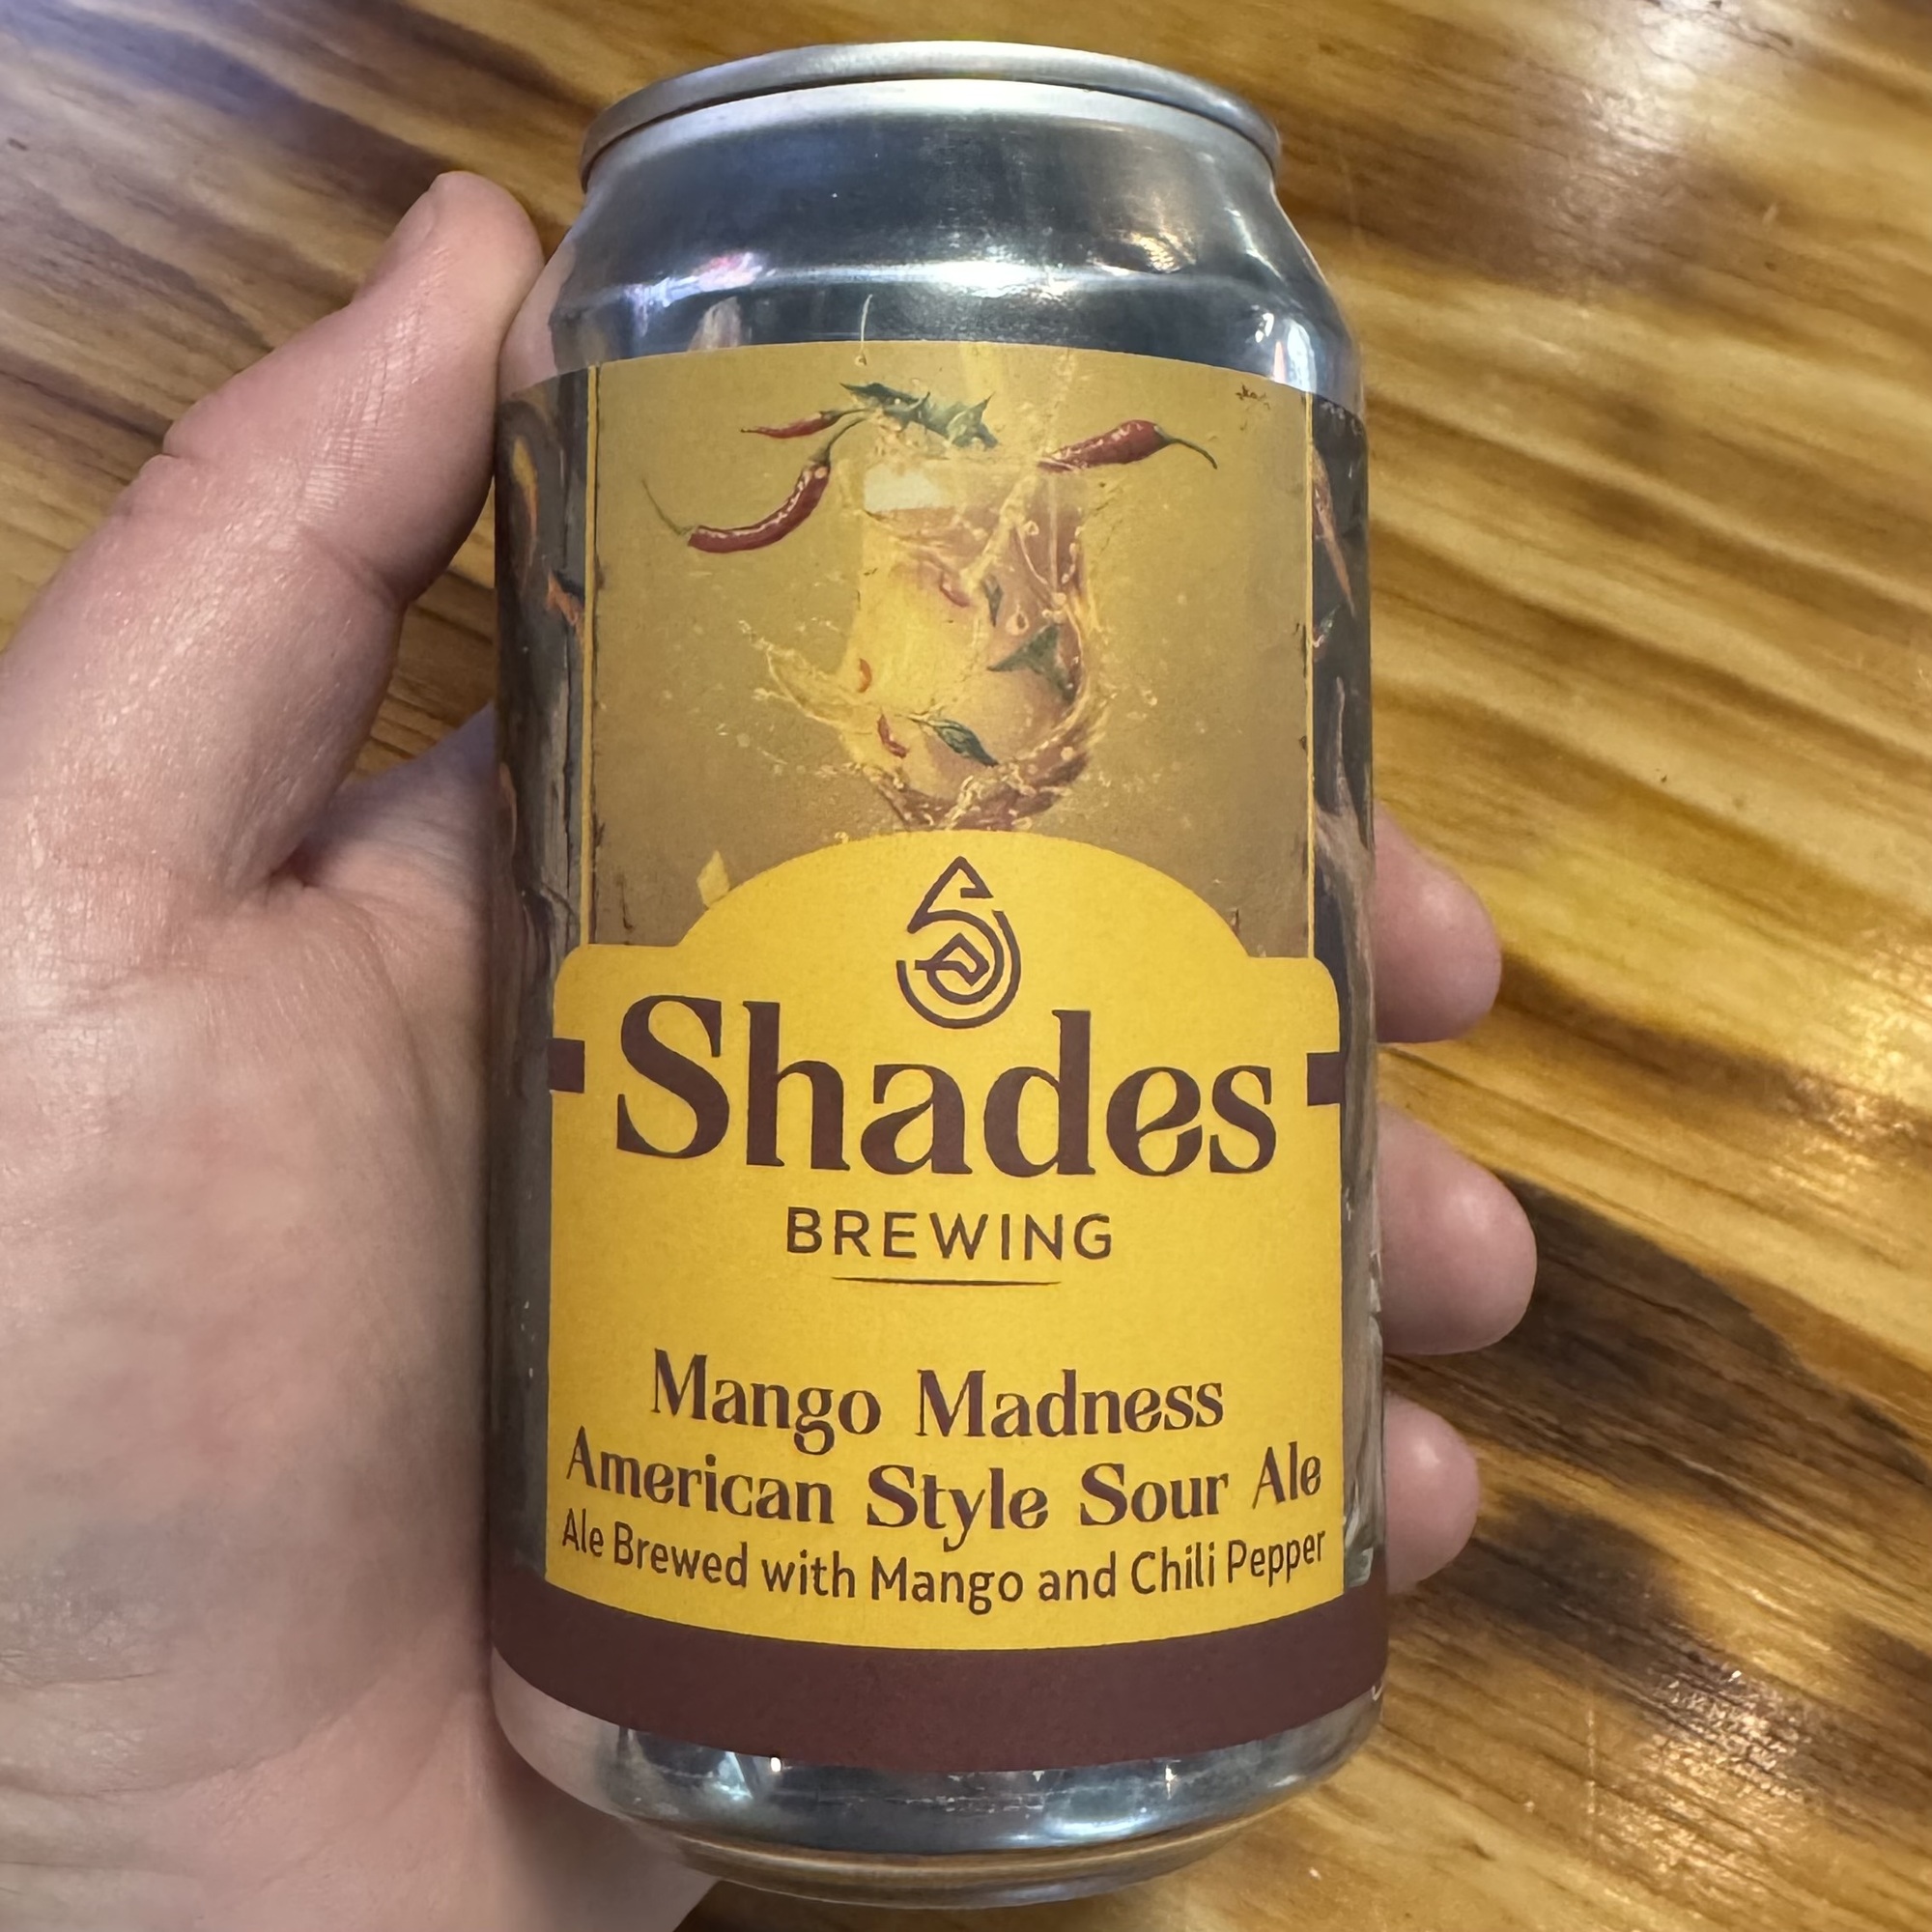 Shades
BREWING
Mango Madness
American Style Sour Ale
Ale Brewed with Mango and Chili Pepper